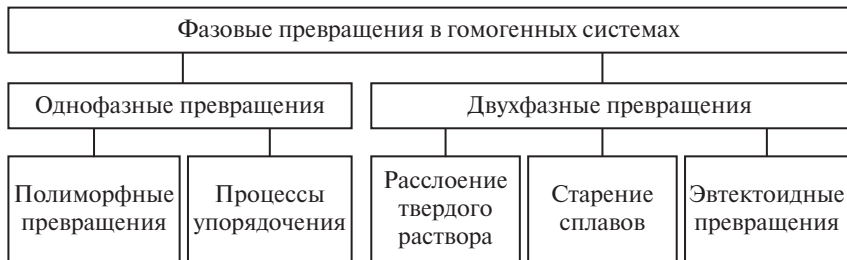 Фазовые превращения в гомогенных системах
Однофазные превращения
Двухфазные превращения
Полиморфные
превращения
Процессы
упорядочения
Расслоение
твердого
раствора
Старение
сплавов
Эвтектоидные
превращения